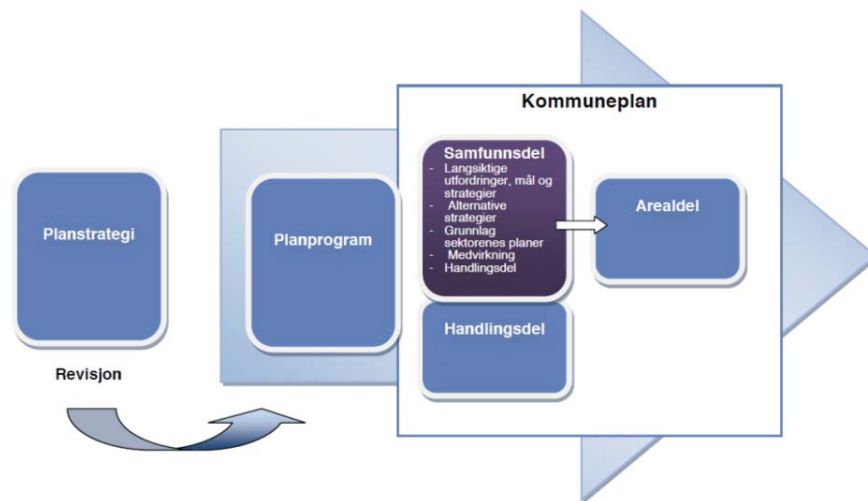 Kommuneplan
Planstrategi
Revisjon
Planprogram
Samfunnsdel
- Langsiktige
utfordringer, mål og
strategier
- Alternative
strategier
- Grunnlag
sektorenes planer
- Medvirkning
- Handlingsdel
Handlingsdel
Arealdel